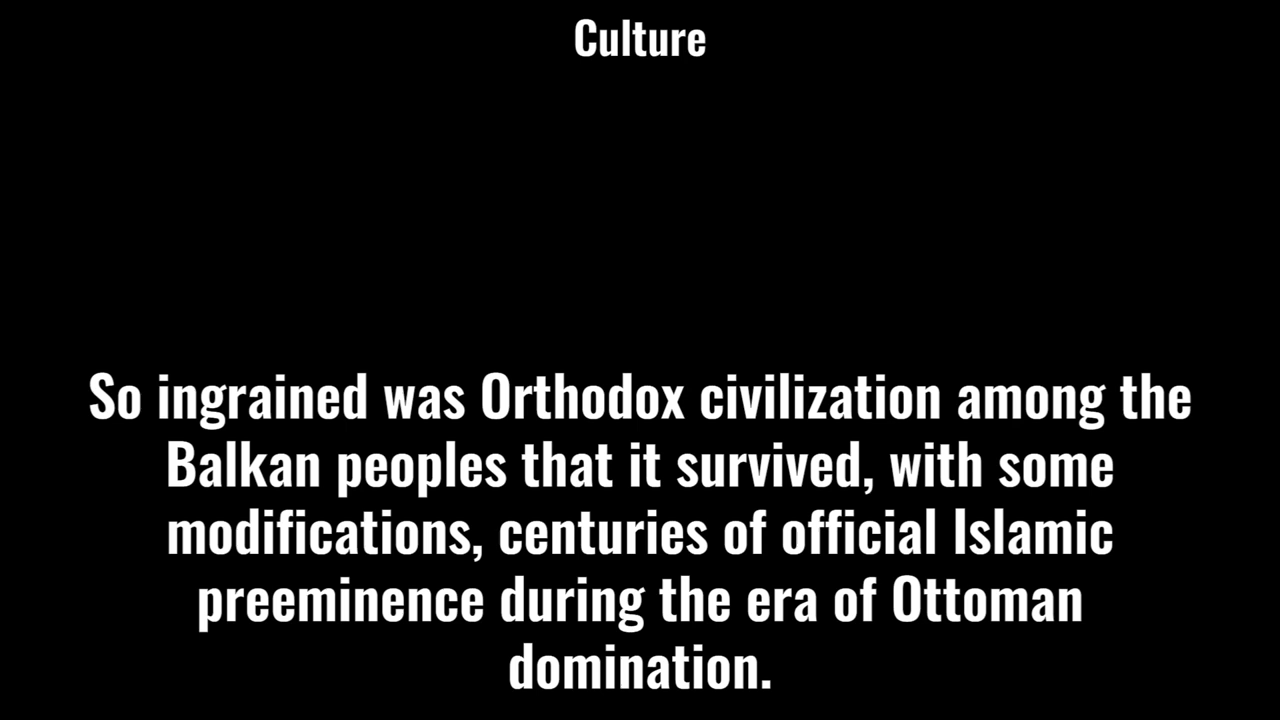 Culture
So ingrained was Orthodox civilization among the
Balkan peoples that it survived, with some
modifications, centuries of official Islamic
preeminence during the era of Ottoman
domination.